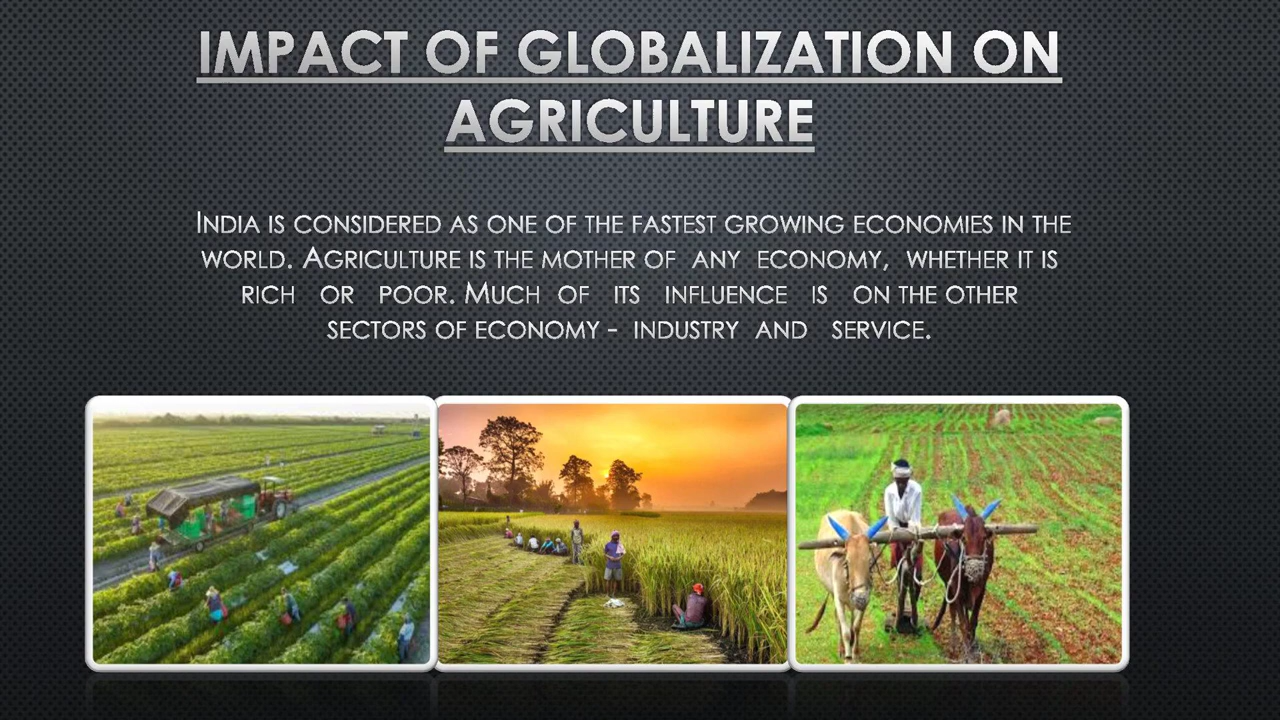 IMPACT OF GLOBALIZATION ON
AGRICULTURE
INDIA IS CONSIDERED AS ONE OF THE FASTEST GROWING ECONOMIES IN THE
WORLD. AGRICULTURE IS THE MOTHER OF ANY ECONOMY, WHETHER IT IS
RICH OR POOR. MUCH OF ITS INFLUENCE IS ON THE OTHER
SECTORS OF ECONOMY - INDUSTRY AND SERVICE.